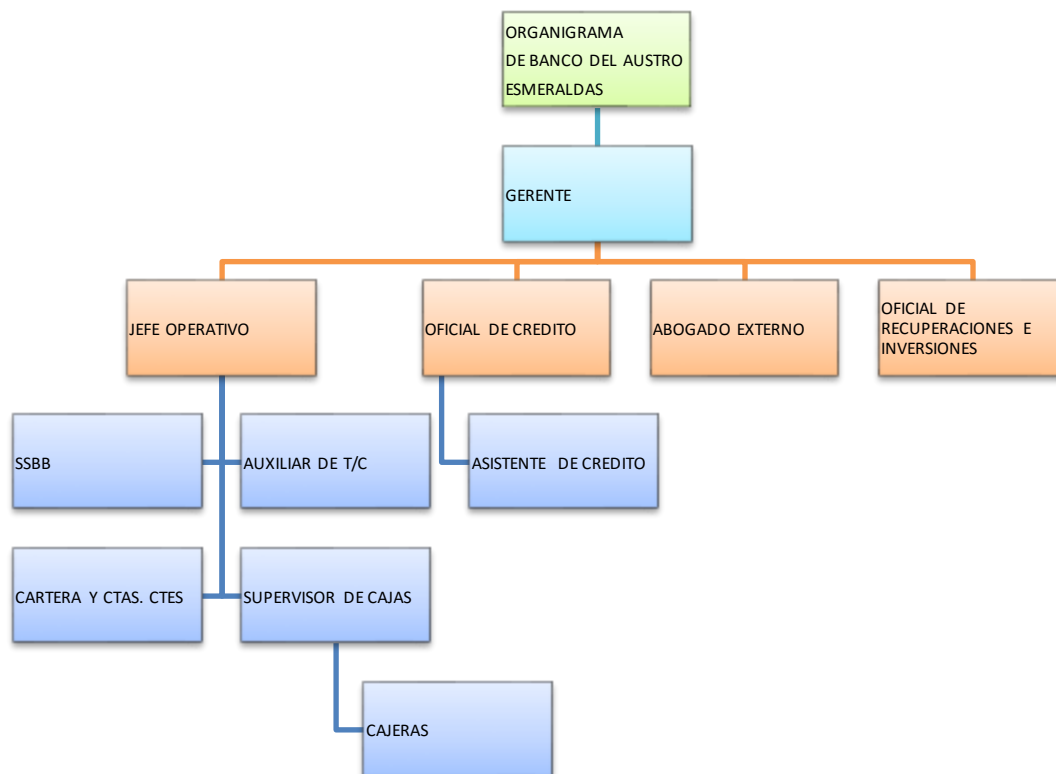 ORGANIGRAMA
DE BANCO DEL AUSTRO
ESMERALDAS
GERENTE
JEFE OPERATIVO
OFICIAL DE CREDITO
ABOGADO EXTERNO
OFICIAL DE
RECUPERACIONES E
INVERSIONES
SSBB
AUXILIAR DE T/C
ASISTENTE DE CREDITO
CARTERA Y CTAS. CTES
SUPERVISOR DE CAJAS
CAJERAS